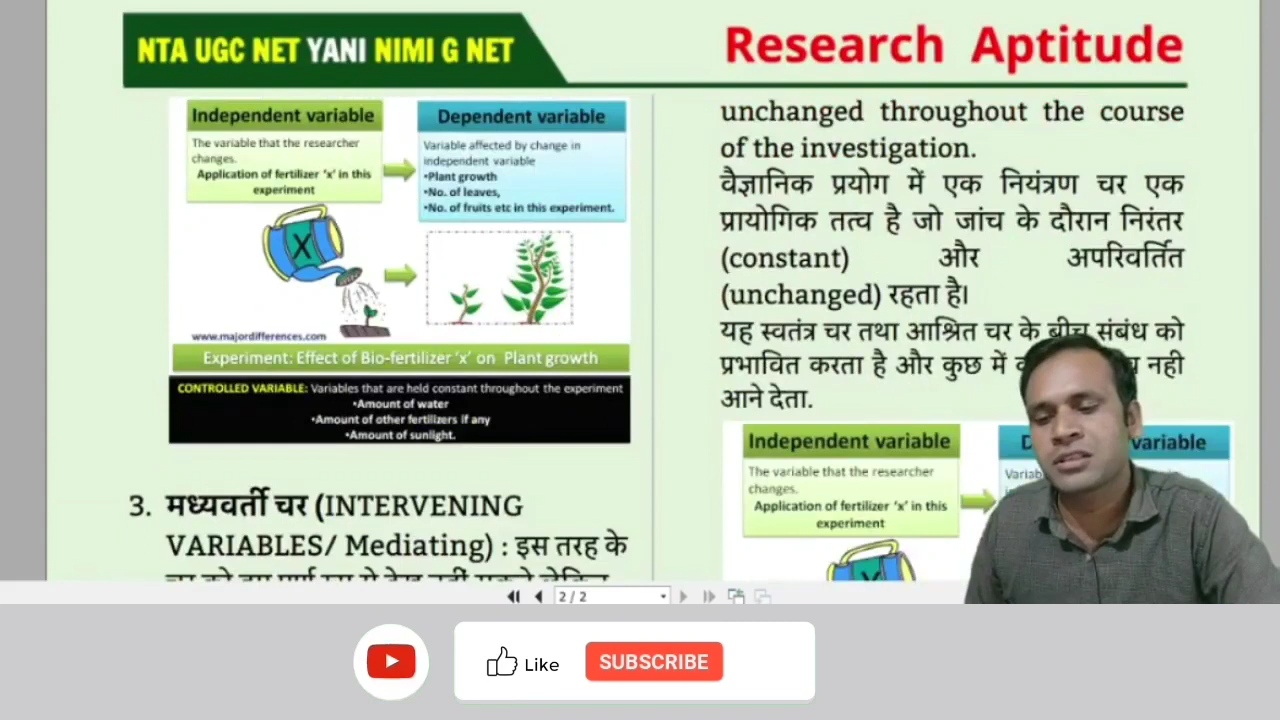 NTA UGC NET YANI NIMI G NET
Research Aptitude
Independent variable
The variable that the researcher
changes.
Application of fertilizer ‘x’ in this
experiment
Dependent variable
Variable affected by change in
independent variable
•Plant growth
•No. of leaves,
•No. of fruits etc in this experiment.
X
www.majordifferences.com
Experiment: Effect of Bio-fertilizer ‘x’ on Plant growth
CONTROLLED VARIABLE: Variables that are held constant throughout the experiment
•Amount of water
•Amount of other fertilizers if any
•Amount of sunlight.
3. मध्यवर्ती चर (INTERVENING
VARIABLES/ Mediating) : इस तरह के
unchanged throughout the course
of the investigation.
वैज्ञानिक प्रयोग में एक नियंत्रण चर एक
प्रायोगिक तत्व है जो जांच के दौरान निरंतर
(constant) और अपरिवर्तित
(unchanged) रहता है।
यह स्वतंत्र चर तथा आश्रित चर के बीच संबंध को
प्रभावित करता है और कुछ में नही
आने देता.
Independent variable
The variable that the researcher
changes.
Application of fertilizer ‘x’ in this
experiment
variable
2 / 2
Like
SUBSCRIBE